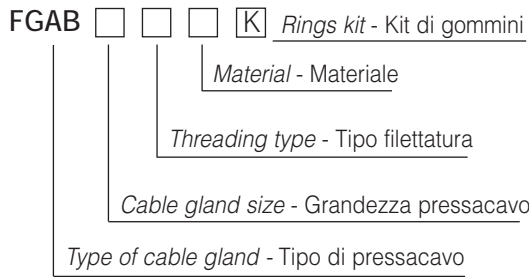 FGAB K Rings kit - Kit di gommini
Material - Materiale
Threading type - Tipo filettatura
Cable gland size - Grandezza pressacavo
Type of cable gland - Tipo di pressacavo